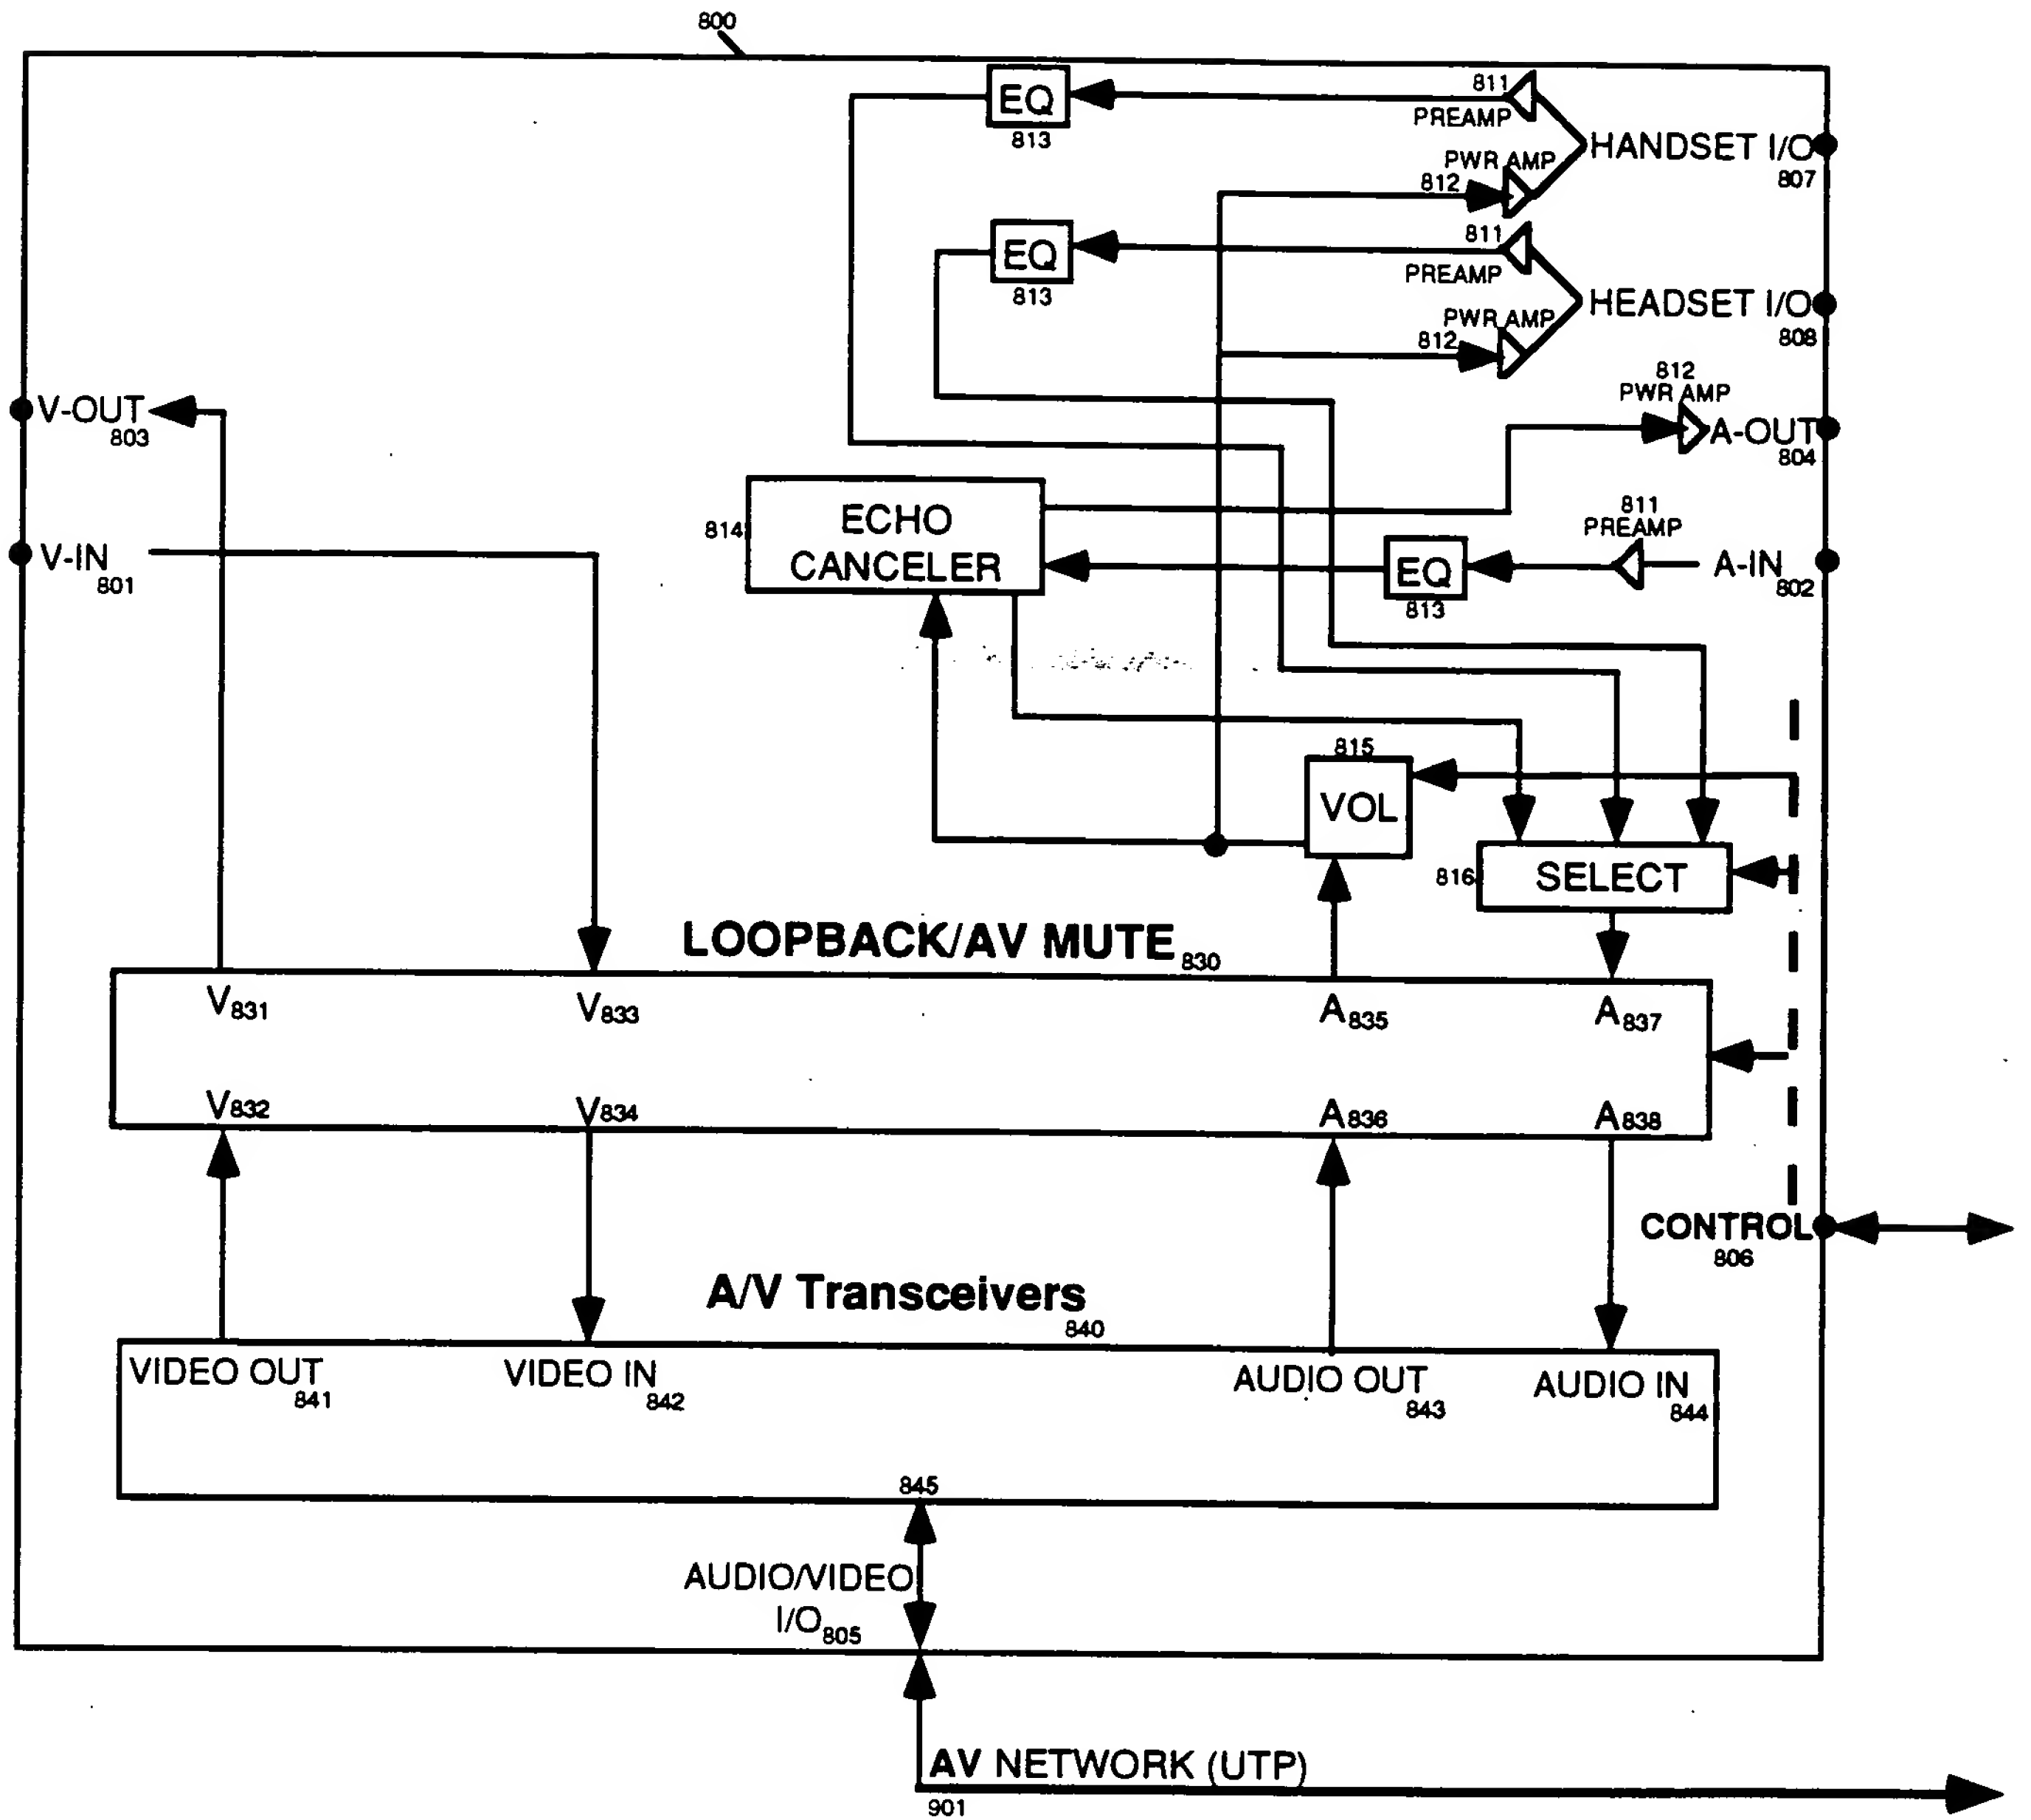 800
EQ
813
811
PREAMP
HANDSET I/O
807
PWR AMP
812
EQ
813
811
PREAMP
HEADSET I/O
808
PWR AMP
812
812
PWR AMP
A-OUT
804
V-OUT
803
814
ECHO
CANCELER
811
PREAMP
V-IN
801
EQ
813
A-IN
802
815
VOL
816
SELECT
LOOPBACK/AV MUTE 830
V831
V833
A835
A837
V832
V834
A836
A838
CONTROL
806
A/V Transceivers
840
VIDEO OUT
841
VIDEO IN
842
AUDIO OUT
843
AUDIO IN
844
845
AUDIO/VIDEO
I/O805
AV NETWORK (UTP)
901